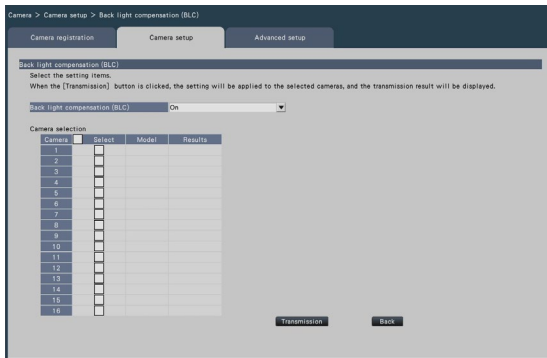 Camera > Camera setup > Back light compensation (BLC)
Camera registration Camera setup Advanced setup
Back light compensation (BLC)
Select the setting items.
When the [Transmission] button is clicked, the setting will be applied to the selected cameras, and the transmission result will be displayed.
Back light compensation (BLC) On
Camera selection
Camera Select Model Results
1
2
3
4
5
6
7
8
9
10
11
12
13
14
15
16
Transmission Back